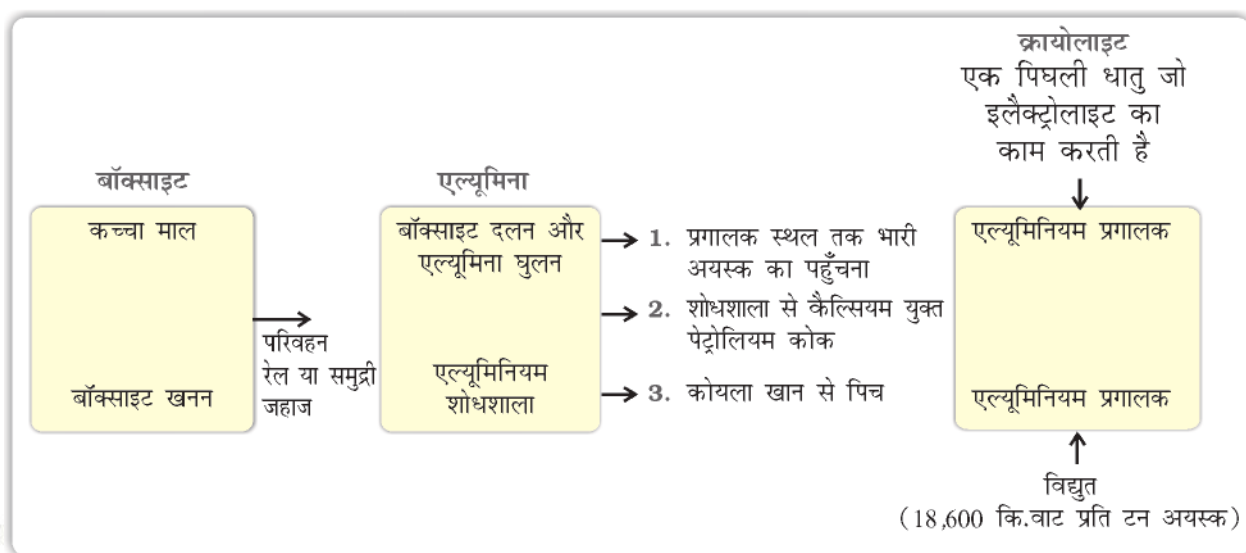 बॉक्साइट
कच्चा माल
बॉक्साइट खनन
परिवहन
रेल या समुद्री
जहाज
एल्यूमिना
बॉक्साइट दलन और
एल्यूमिना घुलन
एल्यूमिनियम
शोधशाला
1. प्रगालक स्थल तक भारी
अयस्क का पहुँचना
2. शोधशाला से कैल्सियम युक्त
पेट्रोलियम कोक
3. कोयला खान से पिच
क्रायोलाइट
एक पिघली धातु जो
इलैक्ट्रोलाइट का
काम करती है
एल्यूमिनियम प्रगालक
एल्यूमिनियम प्रगालक
विद्युत
(18,600 कि.वाट प्रति टन अयस्क)